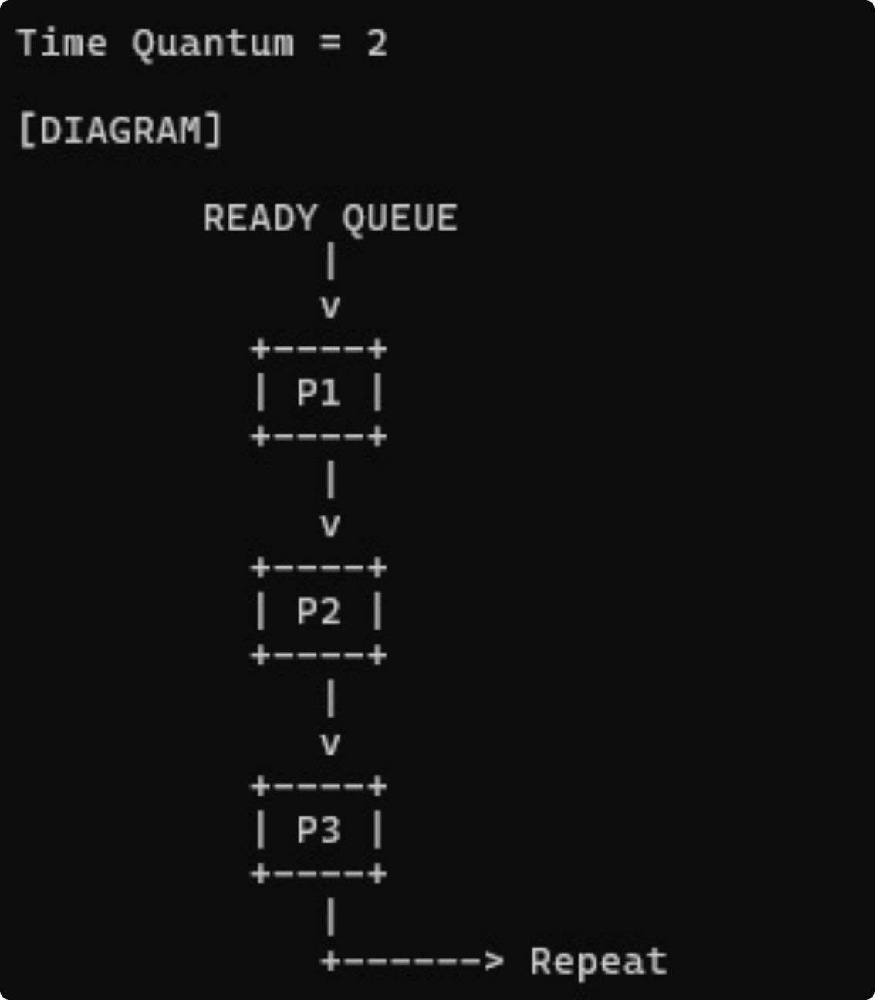 Time Quantum = 2
[DIAGRAM]
READY QUEUE
|
v
+-----+
| P1 |
+-----+
|
v
+-----+
| P2 |
+-----+
|
v
+-----+
| P3 |
+-----+
|
+------> Repeat